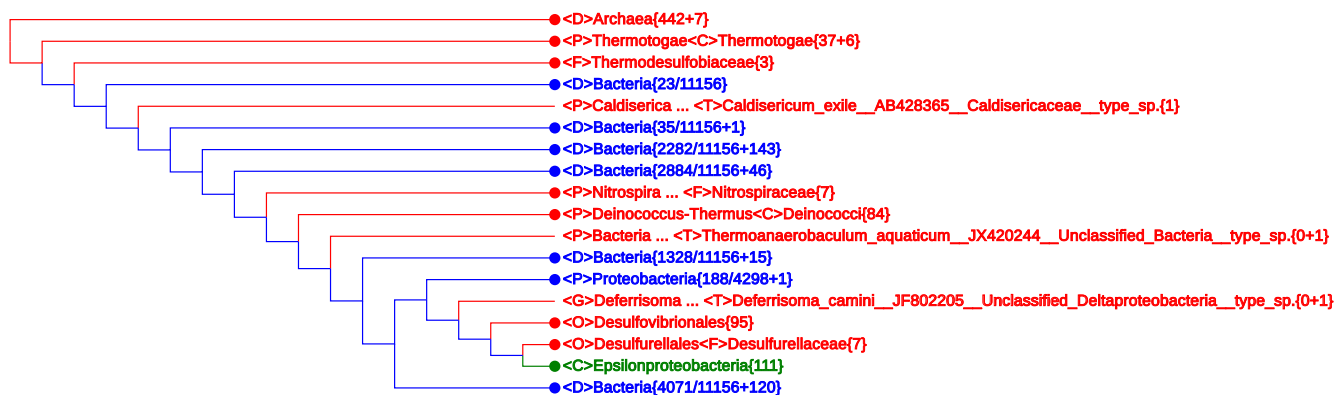 <D>Archaea{442+7}
<P>Thermotogae<C>Thermotogae{37+6}
<F>Thermodesulfobiaceae{3}
<D>Bacteria{23/11156}
<P>Caldiserica ... <T>Caldisericum_exile__AB428365__Caldisericaceae__type_sp.{1}
<D>Bacteria{35/11156+1}
<D>Bacteria{2282/11156+143}
<D>Bacteria{2884/11156+46}
<P>Nitrospira ... <F>Nitrospiraceae{7}
<P>Deinococcus-Thermus<C>Deinococci{84}
<P>Bacteria ... <T>Thermoanaerobaculum_aquaticum__JX420244__Unclassified_Bacteria__type_sp.{0+1}
<D>Bacteria{1328/11156+15}
<P>Proteobacteria{188/4298+1}
<G>Deferrisoma ... <T>Deferrisoma_camini__JF802205__Unclassified_Deltaproteobacteria__type_sp.{0+1}
<O>Desulfovibrionales{95}
<O>Desulfurellales<F>Desulfurellaceae{7}
<C>Epsilonproteobacteria{111}
<D>Bacteria{4071/11156+120}